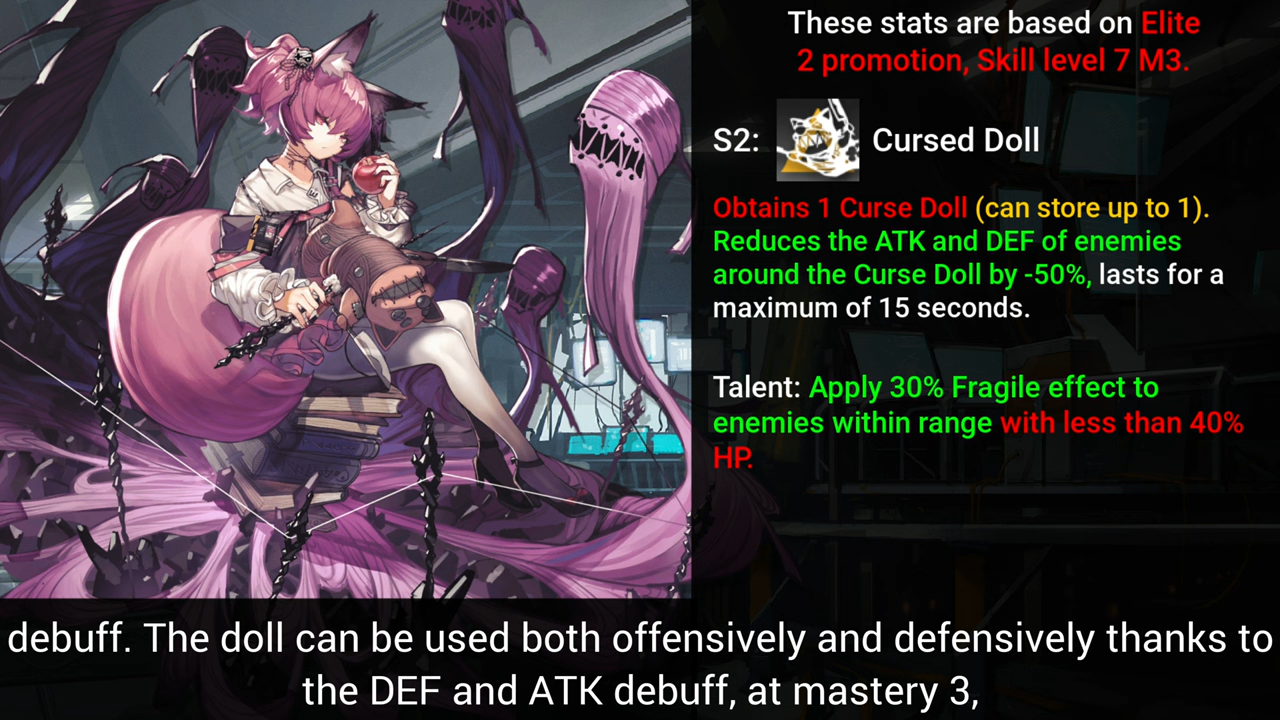 These stats are based on Elite
2 promotion, Skill level 7 M3.
S2: Cursed Doll
Obtains 1 Curse Doll (can store up to 1).
Reduces the ATK and DEF of enemies
around the Curse Doll by -50%, lasts for a
maximum of 15 seconds.
Talent: Apply 30% Fragile effect to
enemies within range with less than 40%
HP.
debuff. The doll can be used both offensively and defensively thanks to
the DEF and ATK debuff, at mastery 3,